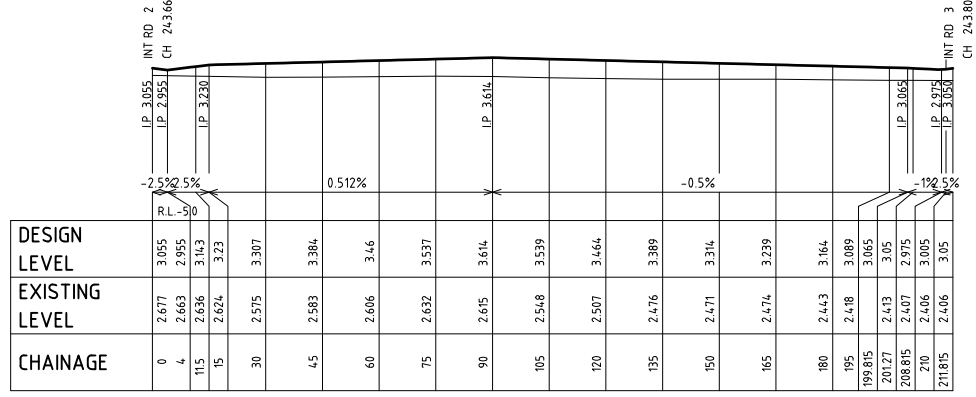 INT RD 2
CH 243.66
INT RD 3
CH 243.80
I.P 3.055
I.P 2.955
I.P 3.230
I.P 3.614
I.P 3.065
I.P 2.975
I.P 3.050
-2.5% 2.5% 0.512% -0.5% -1% 2.5%
R.L.-5.0
DESIGN LEVEL 3.055 2.955 3.143 3.23 3.307 3.384 3.46 3.537 3.614 3.539 3.464 3.389 3.314 3.239 3.164 3.089 3.065 3.05 2.975 3.005 3.05
EXISTING LEVEL 2.677 2.663 2.636 2.624 2.575 2.583 2.606 2.632 2.615 2.548 2.507 2.476 2.471 2.474 2.443 2.418 2.413 2.407 2.406 2.406
CHAINAGE 0 4 11.5 15 30 45 60 75 90 105 120 135 150 165 180 195 199.815 201.27 208.815 210 211.815